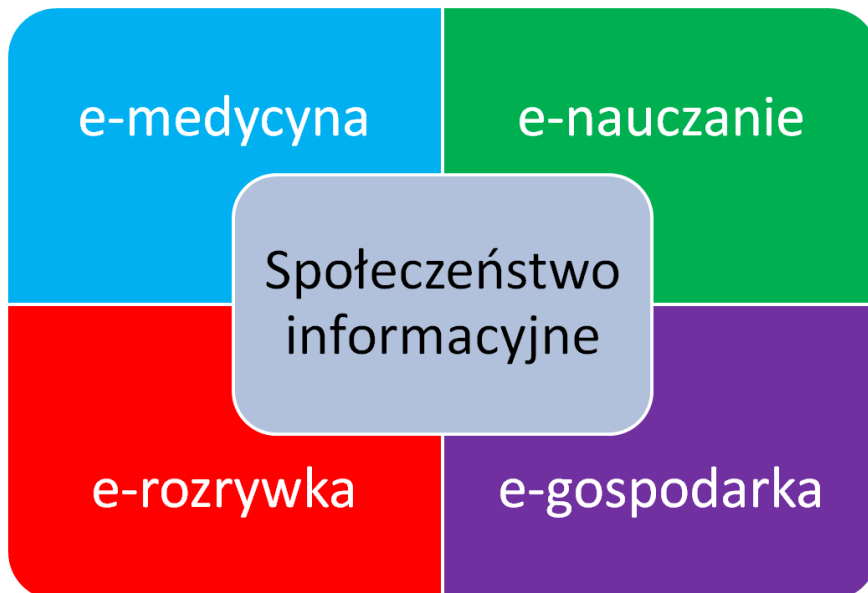 e-medycyna
e-nauczanie
Społeczeństwo
informacyjne
e-rozrywka
e-gospodarka